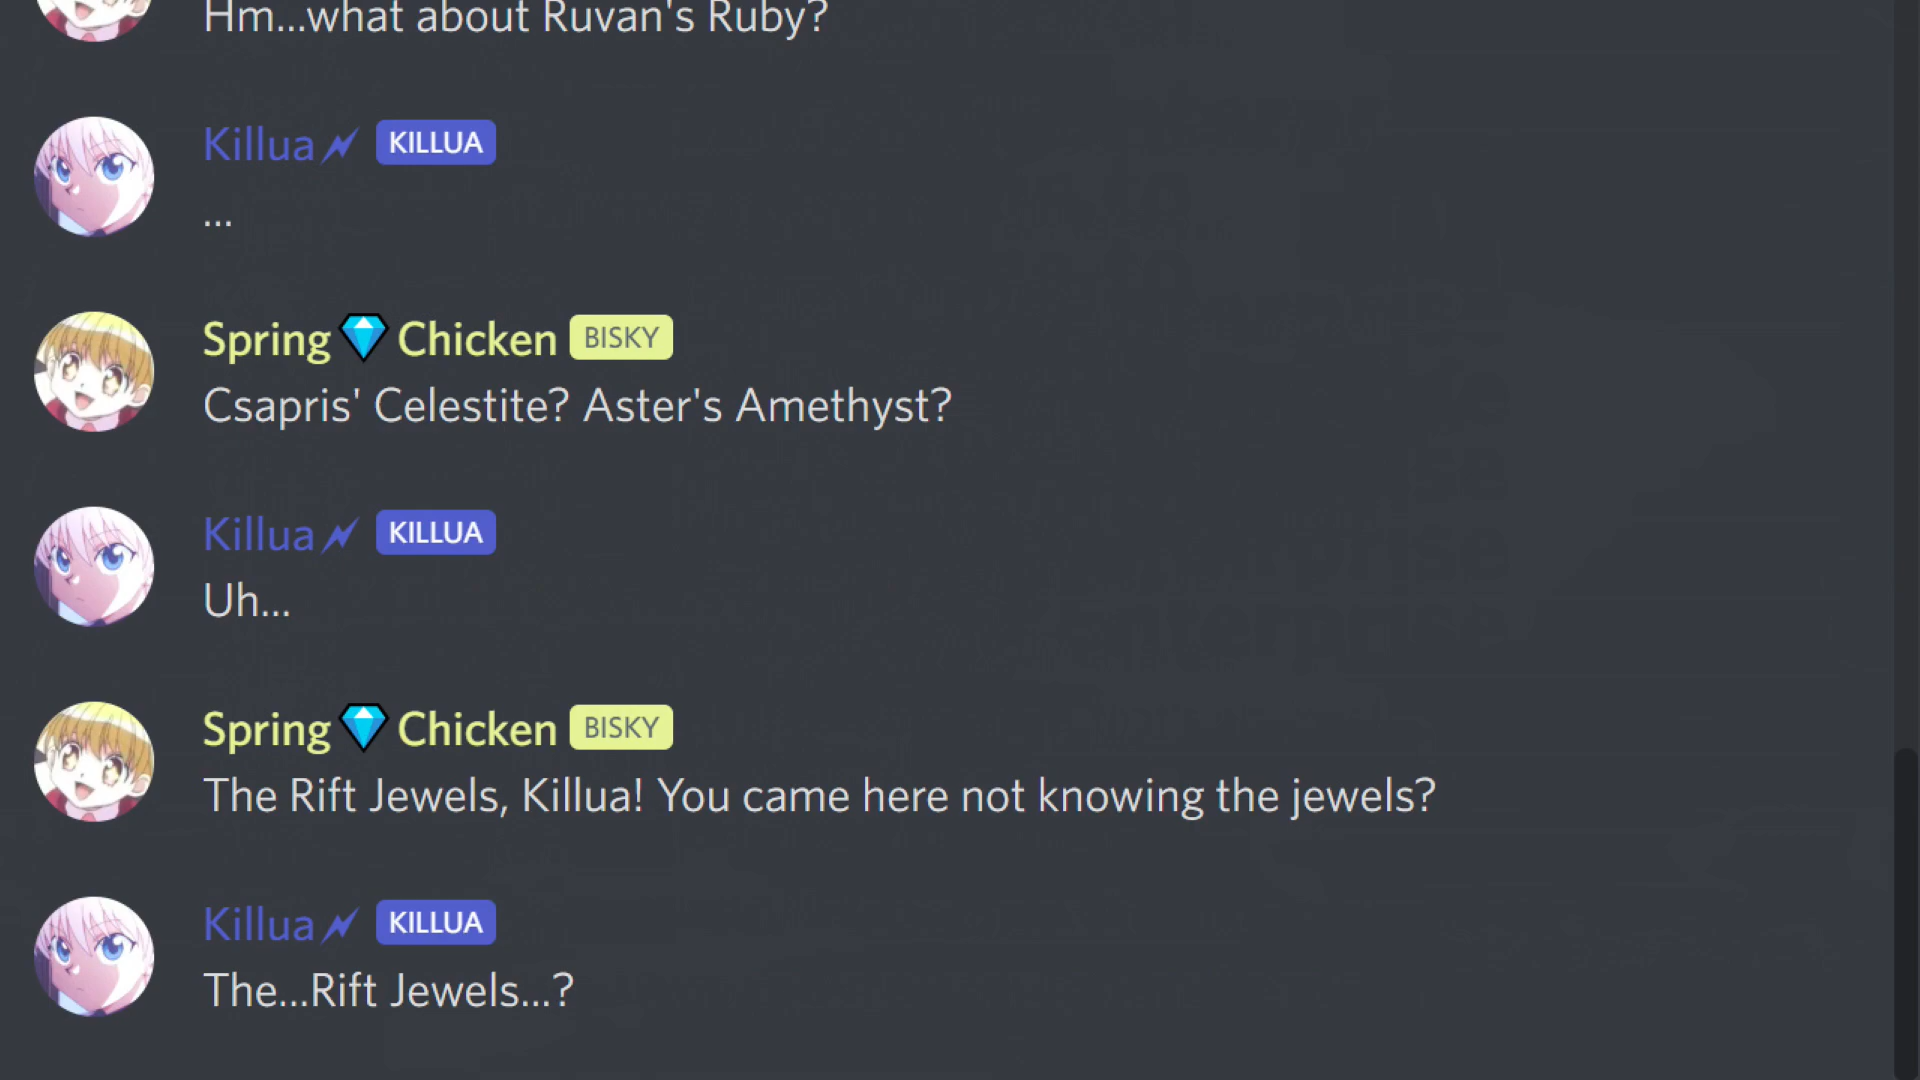 Hm...what about Ruvan's Ruby?
Killua KILLUA
...
Spring Chicken BISKY
Csapris' Celestite? Aster's Amethyst?
Killua KILLUA
Uh...
Spring Chicken BISKY
The Rift Jewels, Killua! You came here not knowing the jewels?
Killua KILLUA
The...Rift Jewels...?